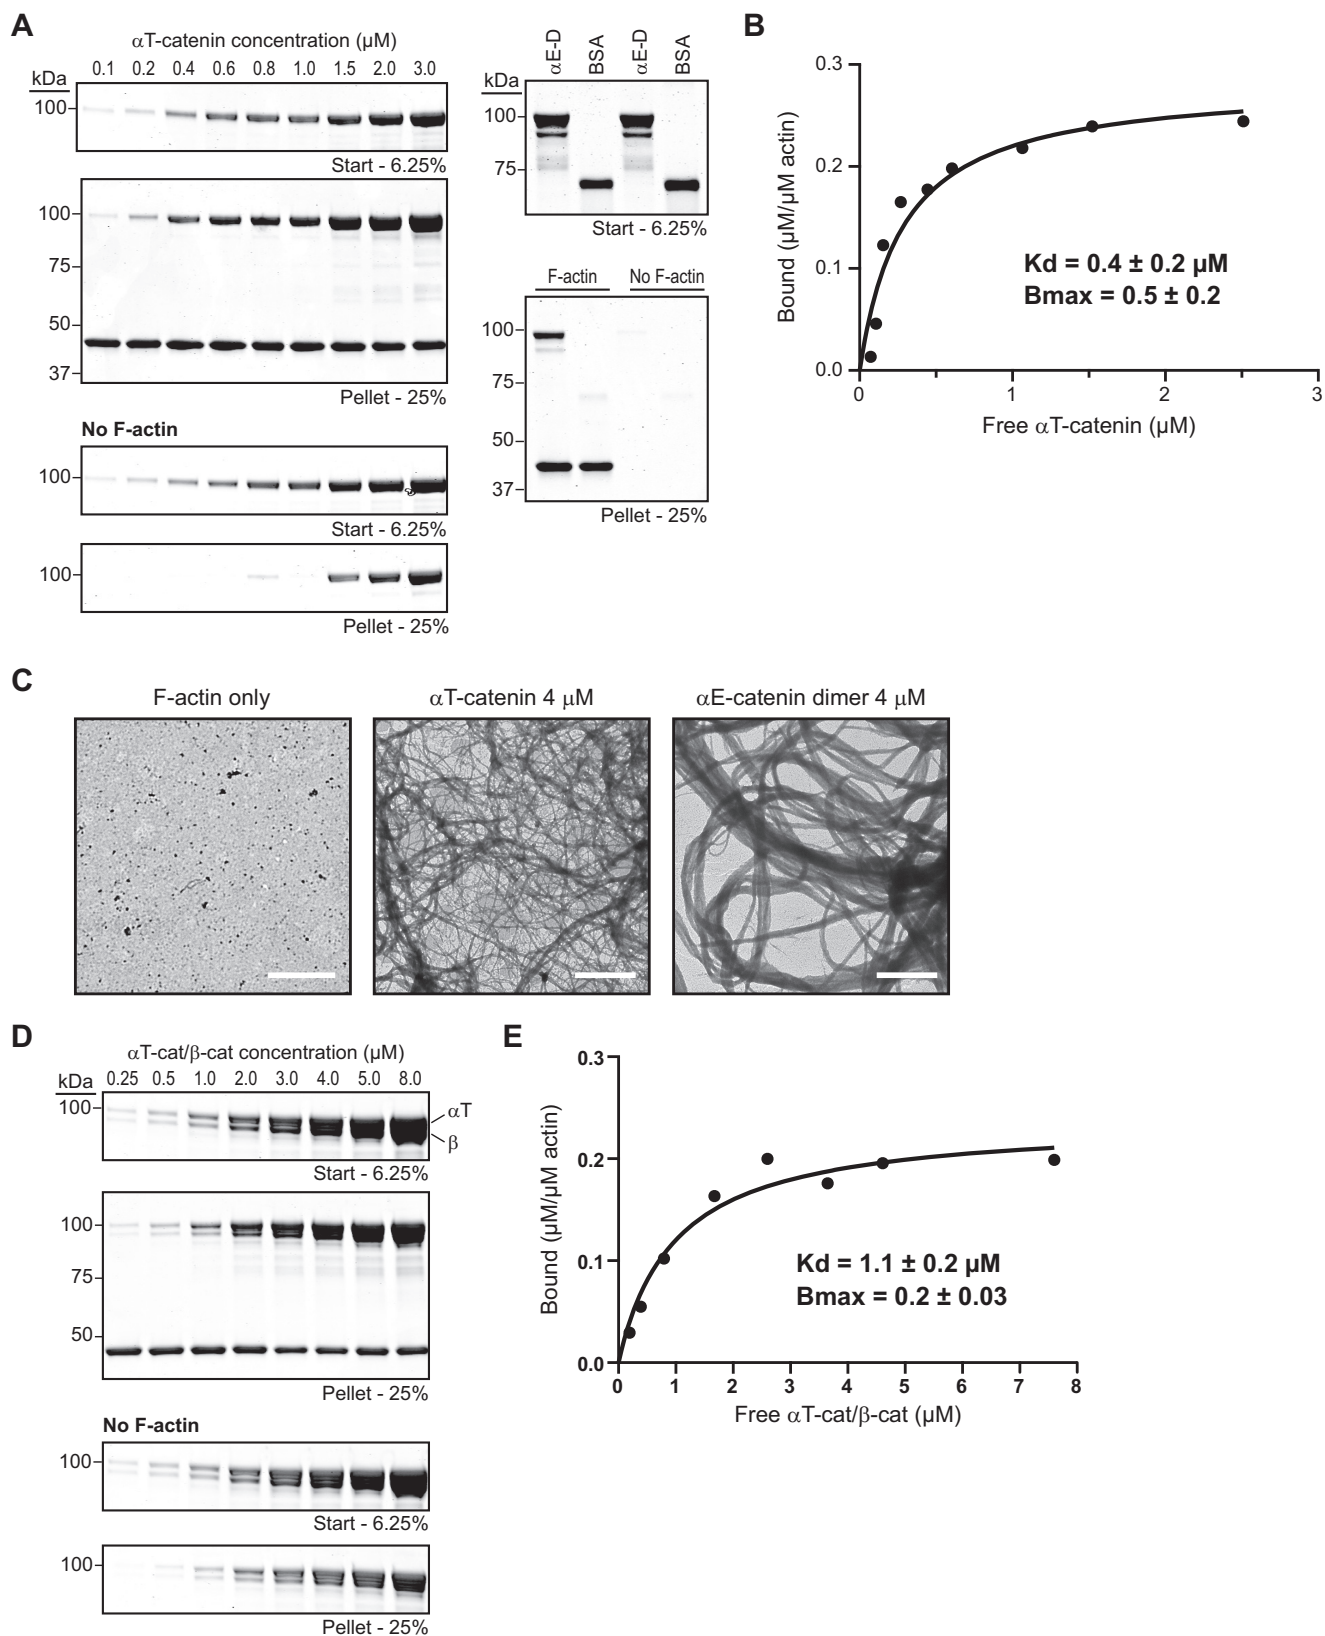 A
αT-catenin concentration (µM)
kDa
0.1 0.2 0.4 0.6 0.8 1.0 1.5 2.0 3.0
100
Start - 6.25%
100
75
50
37
Pellet - 25%
No F-actin
100
Start - 6.25%
100
Pellet - 25%
kDa
αE-D BSA αE-D BSA
100
75
Start - 6.25%
F-actin No F-actin
100
75
50
37
Pellet - 25%
B
0.3
0.2
0.1
0.0
Bound (µM/µM actin)
Kd = 0.4 ± 0.2 µM
Bmax = 0.5 ± 0.2
0 1 2 3
Free αT-catenin (µM)
C
F-actin only
αT-catenin 4 µM
αE-catenin dimer 4 µM
D
αT-cat/β-cat concentration (µM)
kDa
0.25 0.5 1.0 2.0 3.0 4.0 5.0 8.0
100
αT
β
Start - 6.25%
100
75
50
Pellet - 25%
No F-actin
100
Start - 6.25%
100
Pellet - 25%
E
0.3
0.2
0.1
0.0
Bound (µM/µM actin)
Kd = 1.1 ± 0.2 µM
Bmax = 0.2 ± 0.03
0 1 2 3 4 5 6 7 8
Free αT-cat/β-cat (µM)